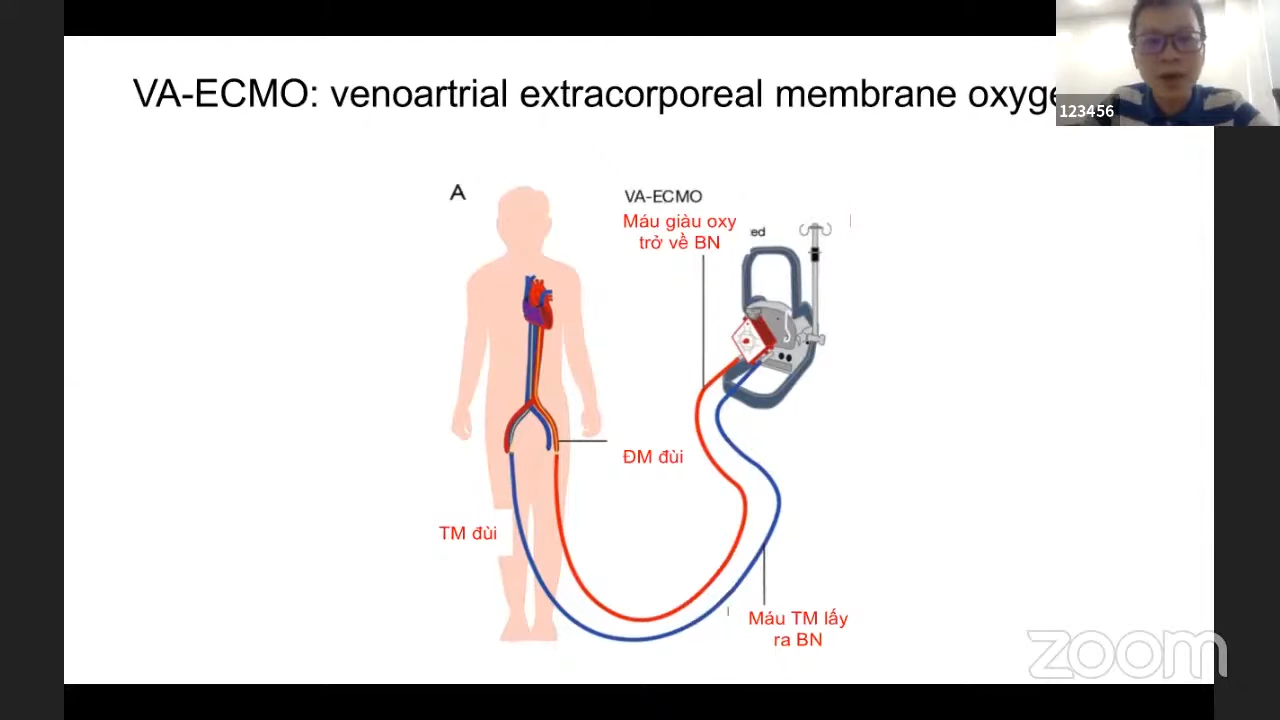 VA-ECMO: venoartrial extracorporeal membrane oxyge
123456
A
VA-ECMO
Máu giàu oxy
trở về BN
ed
ĐM đùi
TM đùi
Máu TM lấy
ra BN
zoom